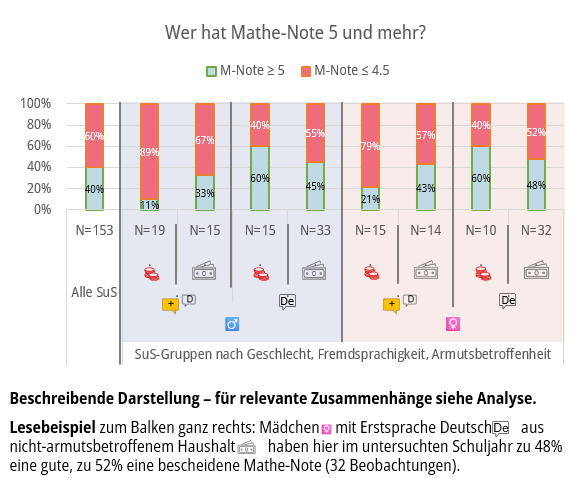 Wer hat Mathe-Note 5 und mehr?
M-Note ≥ 5 M-Note ≤ 4.5
100%
80%
60%
40%
20%
0%
60% 89% 67% 40% 55% 79% 57% 40% 52%
40% 11% 33% 60% 45% 21% 43% 60% 48%
N=153 N=19 N=15 N=15 N=33 N=15 N=14 N=10 N=32
Alle SuS
+ D De + D De
♂ ♀
SuS-Gruppen nach Geschlecht, Fremdsprachigkeit, Armutsbetroffenheit
Beschreibende Darstellung – für relevante Zusammenhänge siehe Analyse.
Lesebeispiel zum Balken ganz rechts: Mädchen♀ mit Erstsprache Deutsch De aus
nicht-armutsbetroffenem Haushalt haben hier im untersuchten Schuljahr zu 48%
eine gute, zu 52% eine bescheidene Mathe-Note (32 Beobachtungen).